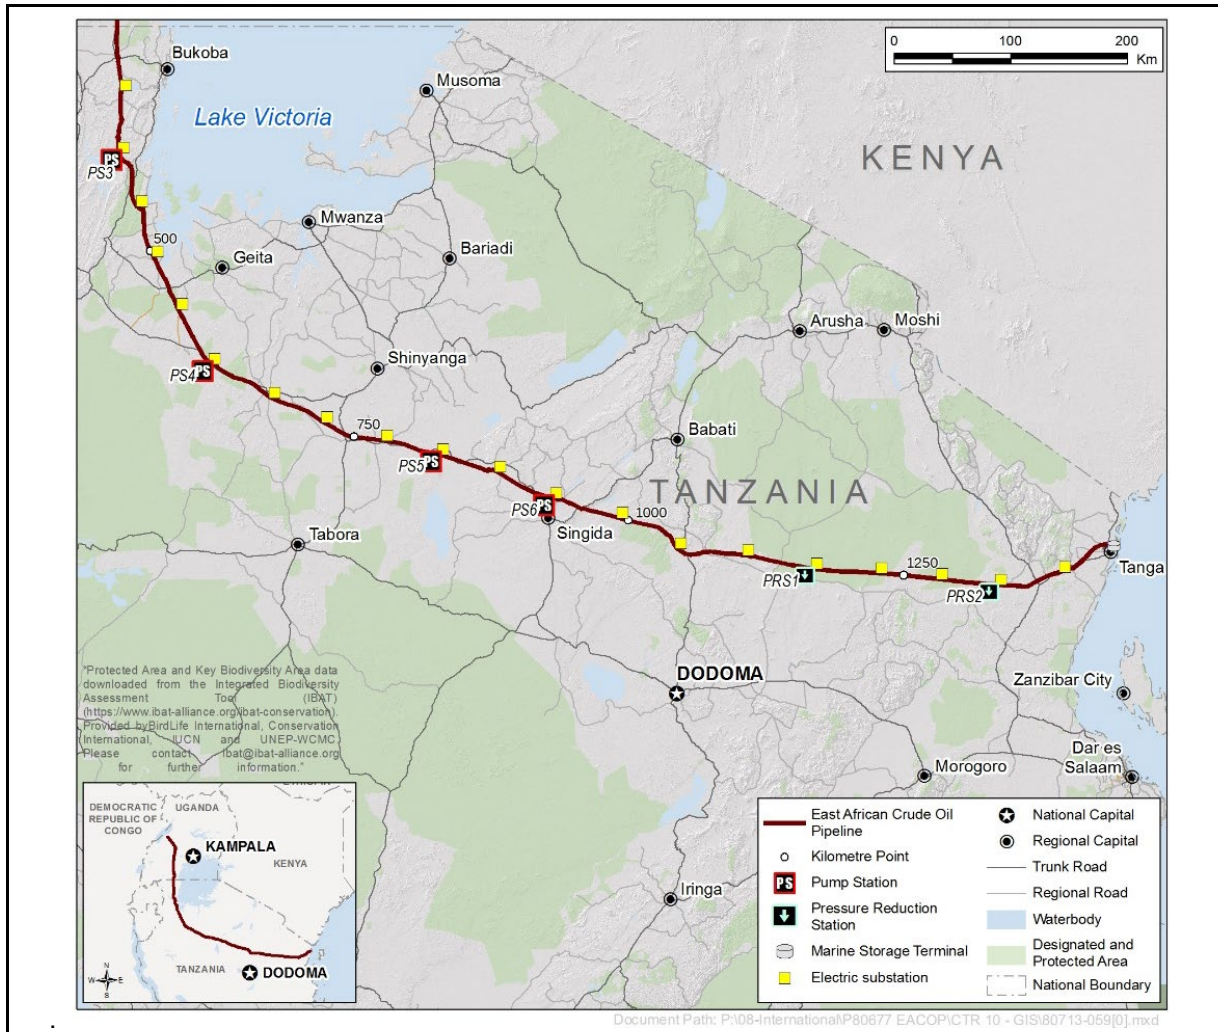 0 100 200
Km
Bukoba
Musoma
Lake Victoria
KENYA
PS
PS3
Mwanza
500
Bariadi
Geita
Arusha
Moshi
Shinyanga
PS4
PS
750
Babati
PS5
PS
TANZANIA
PS6
PS
1000
Singida
Tabora
PRS1
1250
PRS2
Tanga
"Protected Area and Key Biodiversity Area data
downloaded from the Integrated Biodiversity
Assessment Tool (IBAT)
(https://www.ibat-alliance.org/ibat-conservation).
Provided byBirdLife International, Conservation
International, IUCN and UNEP-WCMC.
Please contact ibat@ibat-alliance.org
for further information."
DODOMA
Zanzibar City
Dar es
Salaam
Morogoro
Iringa
DEMOCRATIC
REPUBLIC OF
CONGO
UGANDA
KAMPALA
KENYA
TANZANIA
DODOMA
N
W E
S
East African Crude Oil
Pipeline
Kilometre Point
PS
Pump Station
Pressure Reduction
Station
Marine Storage Terminal
Electric substation
National Capital
Regional Capital
Trunk Road
Regional Road
Waterbody
Designated and
Protected Area
National Boundary
Document Path: P:\08-International\P80677 EACOP\CTR 10 - GIS\80713-059[0].mxd